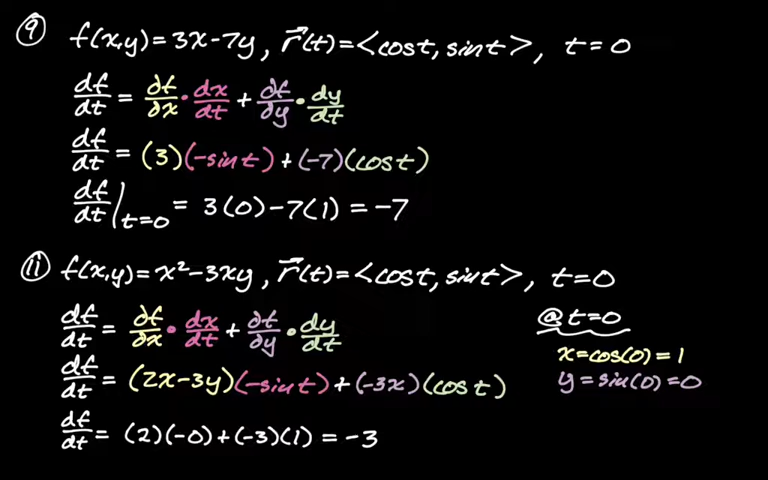 ⑨ f(x,y) = 3x - 7y, r⃗(t) = <cost, sint>, t = 0
df/dt = ∂f/∂x • dx/dt + ∂f/∂y • dy/dt
df/dt = (3)(-sint) + (-7)(cost)
df/dt |t=0 = 3(0) - 7(1) = -7
⑪ f(x,y) = x² - 3xy, r⃗(t) = <cost, sint>, t = 0
df/dt = ∂f/∂x • dx/dt + ∂f/∂y • dy/dt
@t=0
x = cos(0) = 1
y = sin(0) = 0
df/dt = (2x - 3y)(-sint) + (-3x)(cost)
df/dt = (2)(-0) + (-3)(1) = -3